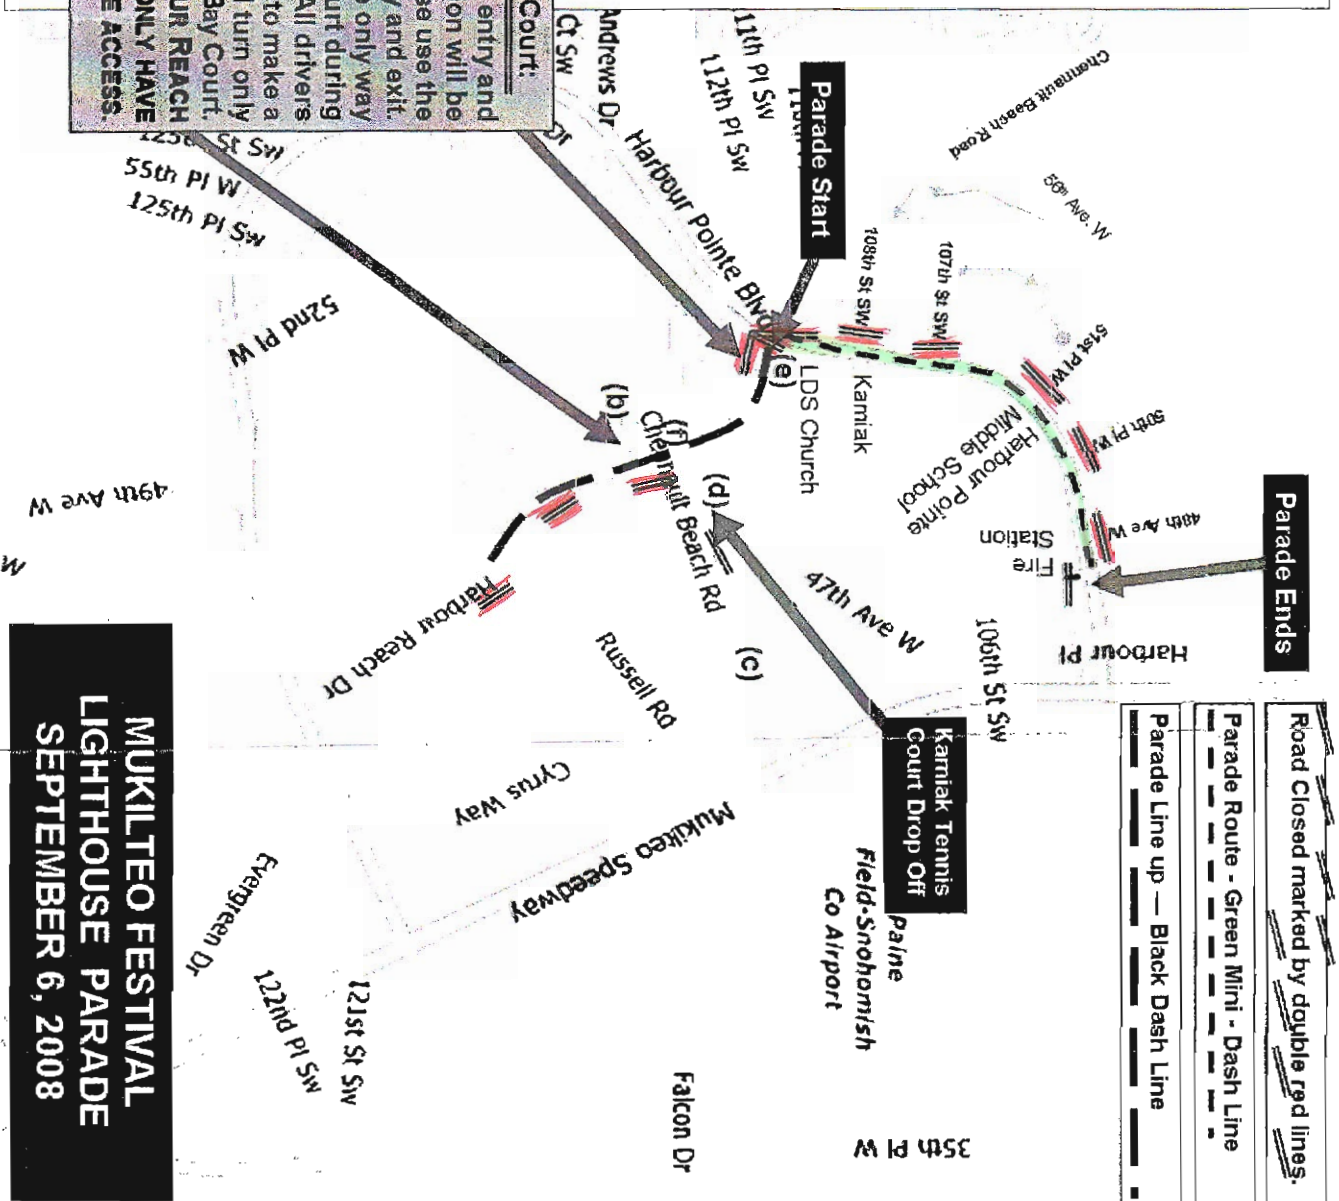 Court:
entry and
on will be
se use the
y and exit.
e only way
urt during
All drivers
to make a
turn only
Bay Court.
UR REACH
ONLY HAVE
E ACCESS.
Ct Sw
Andrews Dr
Dr
Harbour Pointe Blvd
111th Pl SW
112th Pl SW
Parade Start
Chennault Beach Road
56th Ave. W
108th St SW
107th St SW
51st Pl W
50th Pl W
48th Ave W
Parade Ends
St SW
55th Pl W
125th Pl SW
52nd Pl W
49th Ave W
W
(e)
LDS Church
Kamiak
Harbour Pointe
Middle School
Fire
Station
Harbour Pl
(b)
(f)
Chennault Beach Rd
(d)
(c)
47th Ave W
106th St SW
Harbour Reach Dr
Russell Rd
Kamiak Tennis
Court Drop Off
Cyrus Way
Mukilteo Speedway
Evergreen Dr
122nd Pl SW
121st St SW
Paine
Field-Snohomish
Co Airport
Falcon Dr
35th Pl W
Road Closed marked by double red lines.
Parade Route - Green Mini - Dash Line
Parade Line up — Black Dash Line
MUKILTEO FESTIVAL
LIGHTHOUSE PARADE
SEPTEMBER 6, 2008